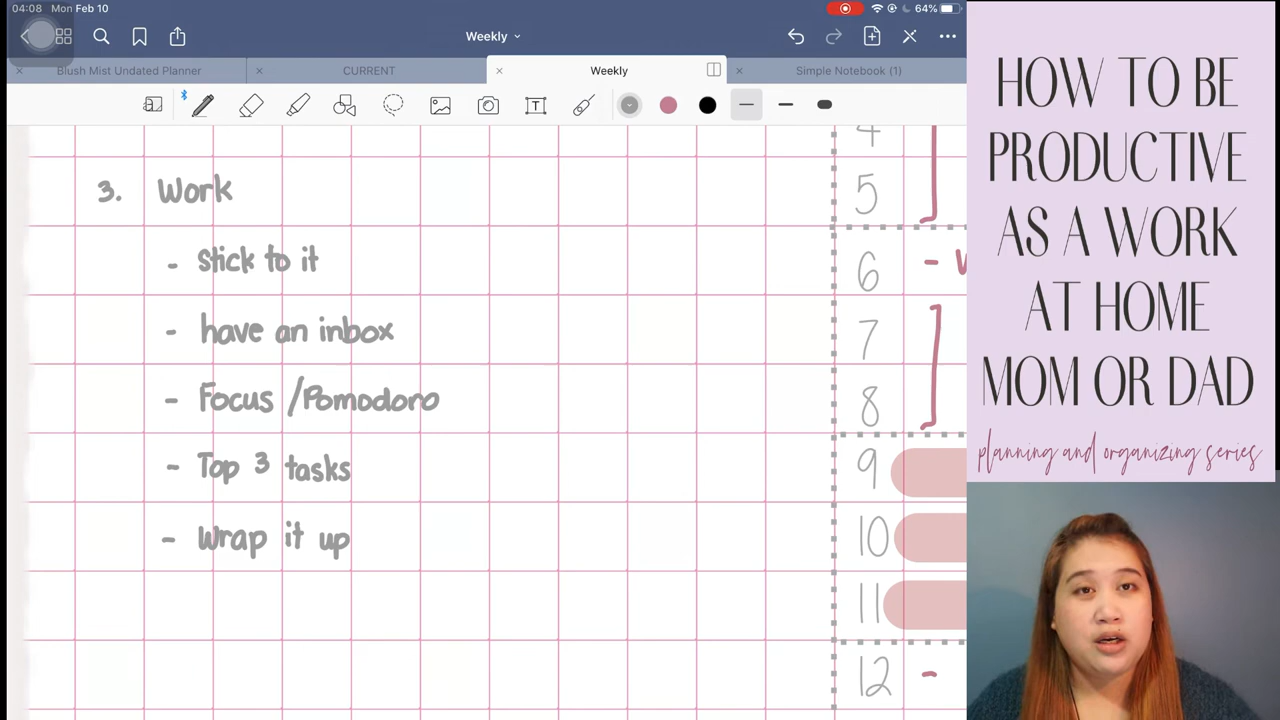 04:08 Mon Feb 10
64%
Weekly
Blush Mist Undated Planner
CURRENT
Weekly
Simple Notebook (1)
T
3. Work
- Stick to it
- have an inbox
- Focus / Pomodoro
- Top 3 tasks
- Wrap it up
4
5
6 -
7
8
9
10
11
12 -
HOW TO BE
PRODUCTIVE
AS A WORK
AT HOME
MOM OR DAD
planning and organizing series